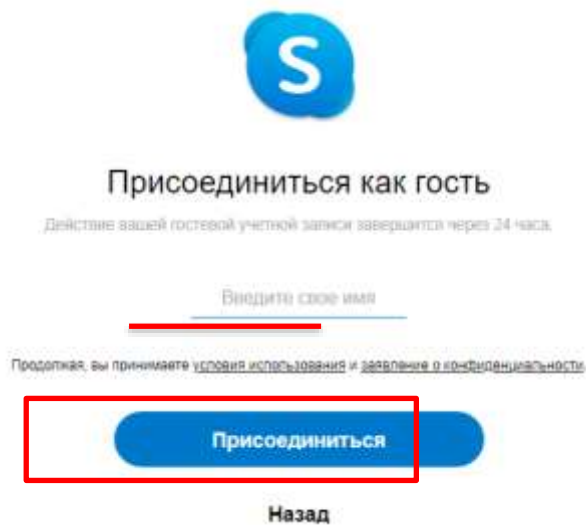 S
Присоединиться как гость
Действие вашей гостевой учетной записи завершится через 24 часа.
Введите свое имя
Продолжая, вы принимаете условия использования и заявление о конфиденциальности.
Присоединиться
Назад